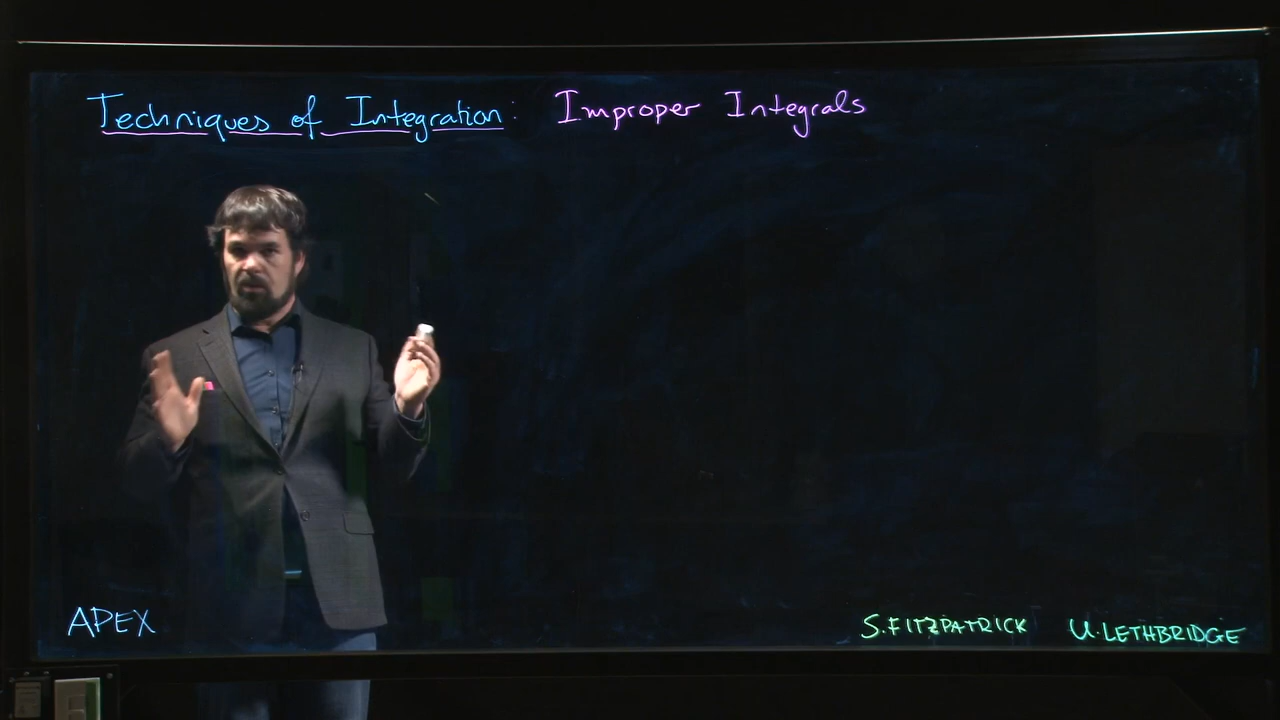 Techniques of Integration: Improper Integrals
APEX
S. FITZPATRICK U. LETHBRIDGE